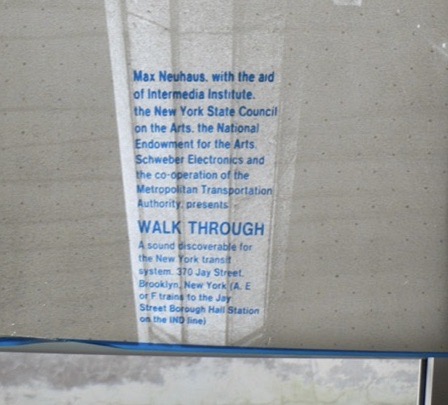 Max Neuhaus, with the aid
of Intermedia Institute,
the New York State Council
on the Arts, the National
Endowment for the Arts,
Schweber Electronics and
the co-operation of the
Metropolitan Transportation
Authority, presents
WALK THROUGH
A sound discoverable for
the New York transit
system. 370 Jay Street,
Brooklyn, New York (A, E
or F trains to the Jay
Street Borough Hall Station
on the IND line)